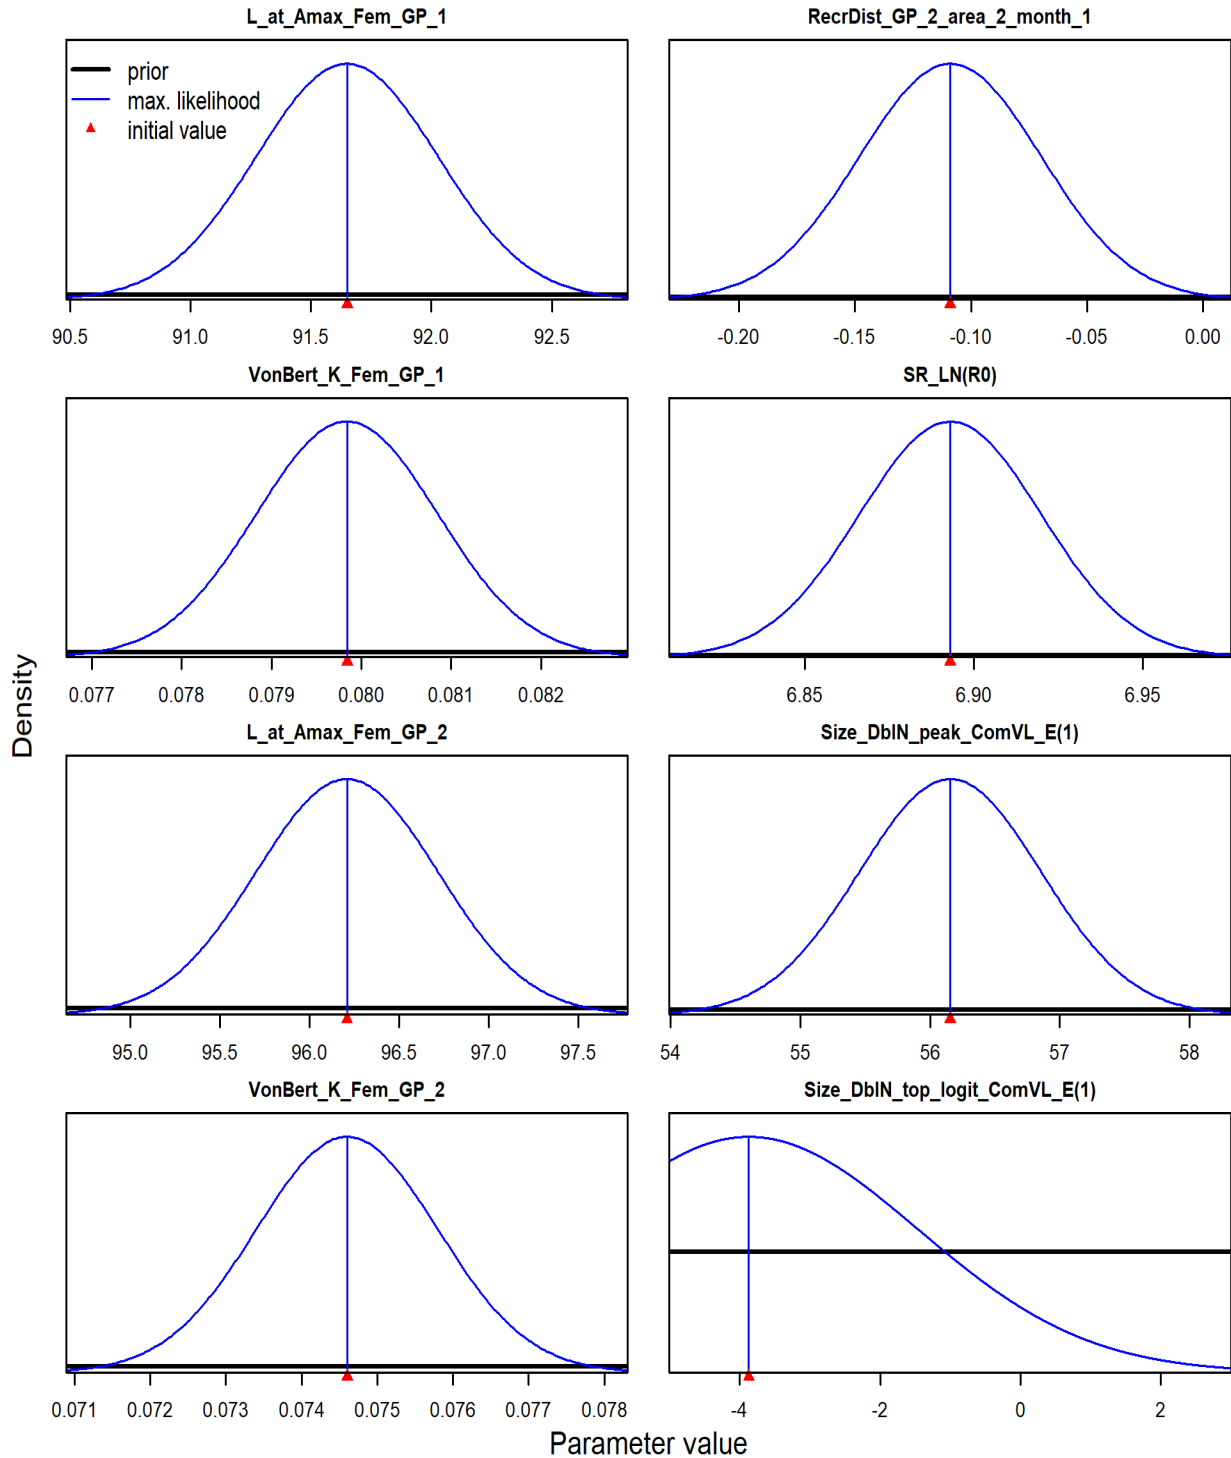 L_at_Amax_Fem_GP_1
prior
max. likelihood
initial value
90.5 91.0 91.5 92.0 92.5
RecrDist_GP_2_area_2_month_1
-0.20 -0.15 -0.10 -0.05 0.00
VonBert_K_Fem_GP_1
0.077 0.078 0.079 0.080 0.081 0.082
SR_LN(R0)
6.85 6.90 6.95
L_at_Amax_Fem_GP_2
95.0 95.5 96.0 96.5 97.0 97.5
Size_DblN_peak_ComVL_E(1)
54 55 56 57 58
VonBert_K_Fem_GP_2
0.071 0.072 0.073 0.074 0.075 0.076 0.077 0.078
Size_DblN_top_logit_ComVL_E(1)
-4 -2 0 2
Density
Parameter value